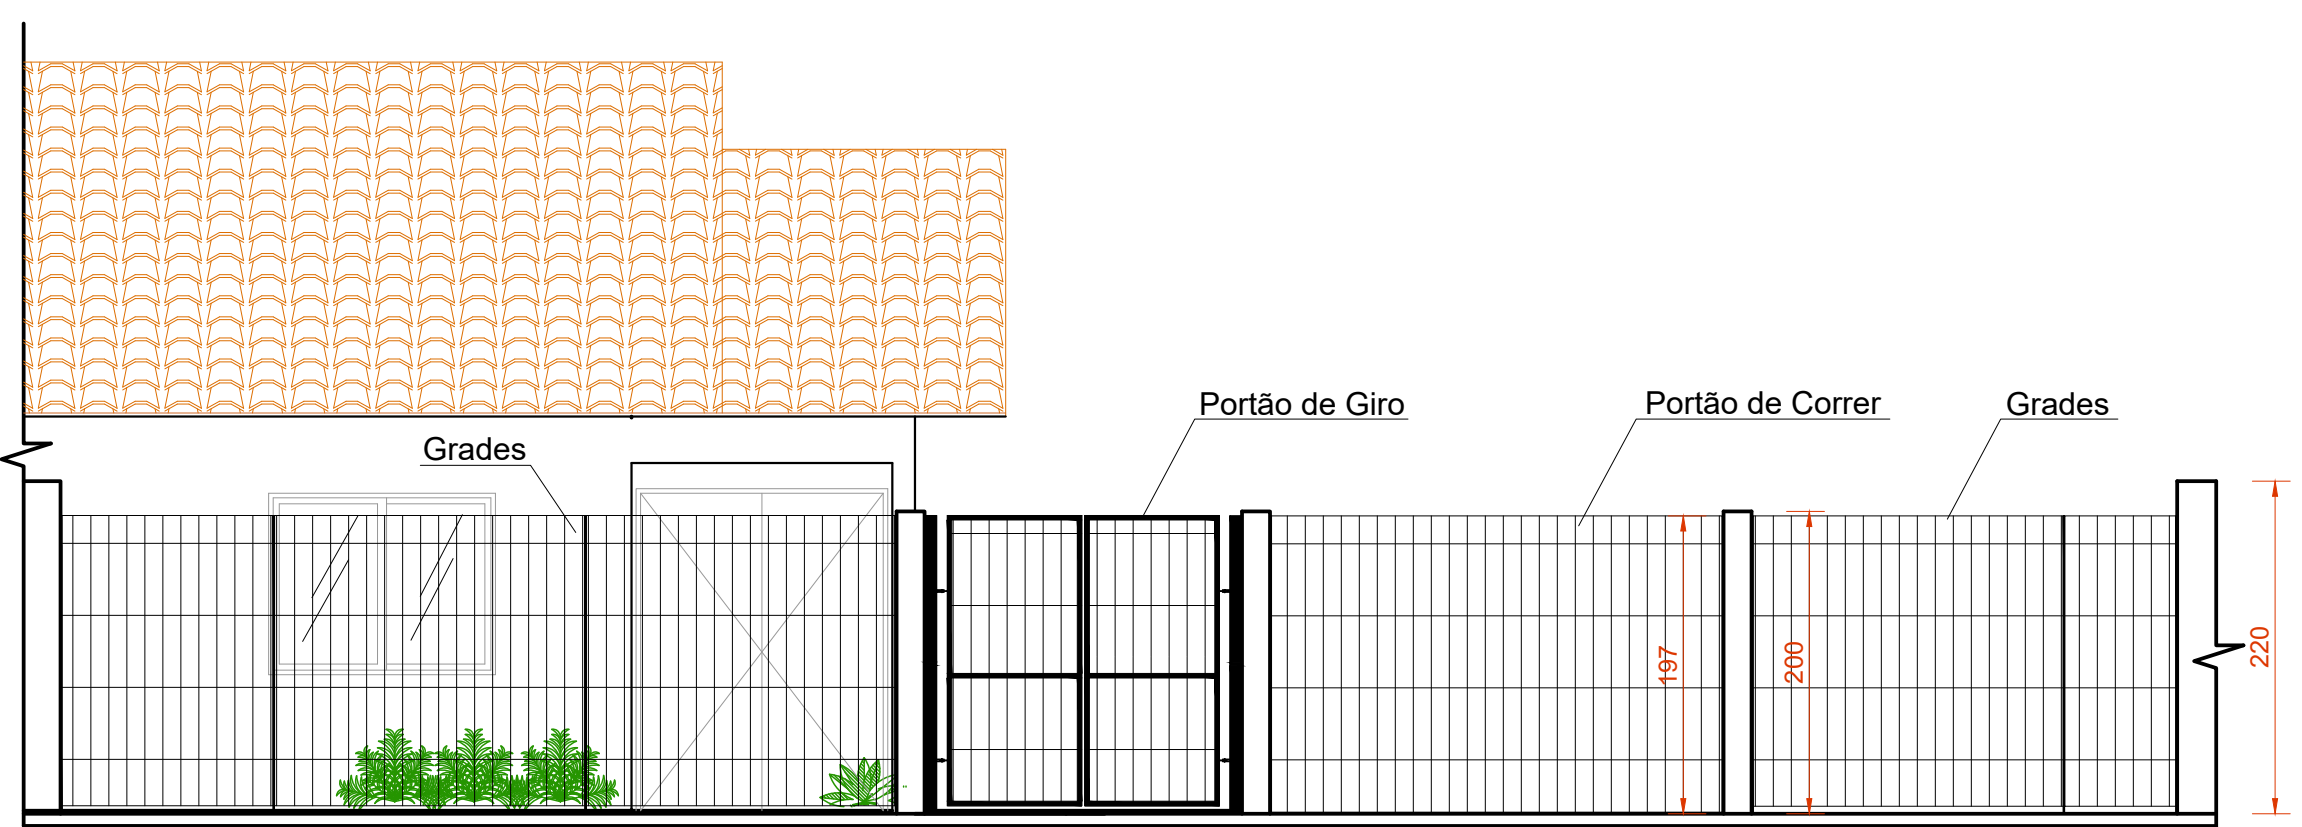 Portão de Giro
Portão de Correr
Grades
Grades
197
200
220